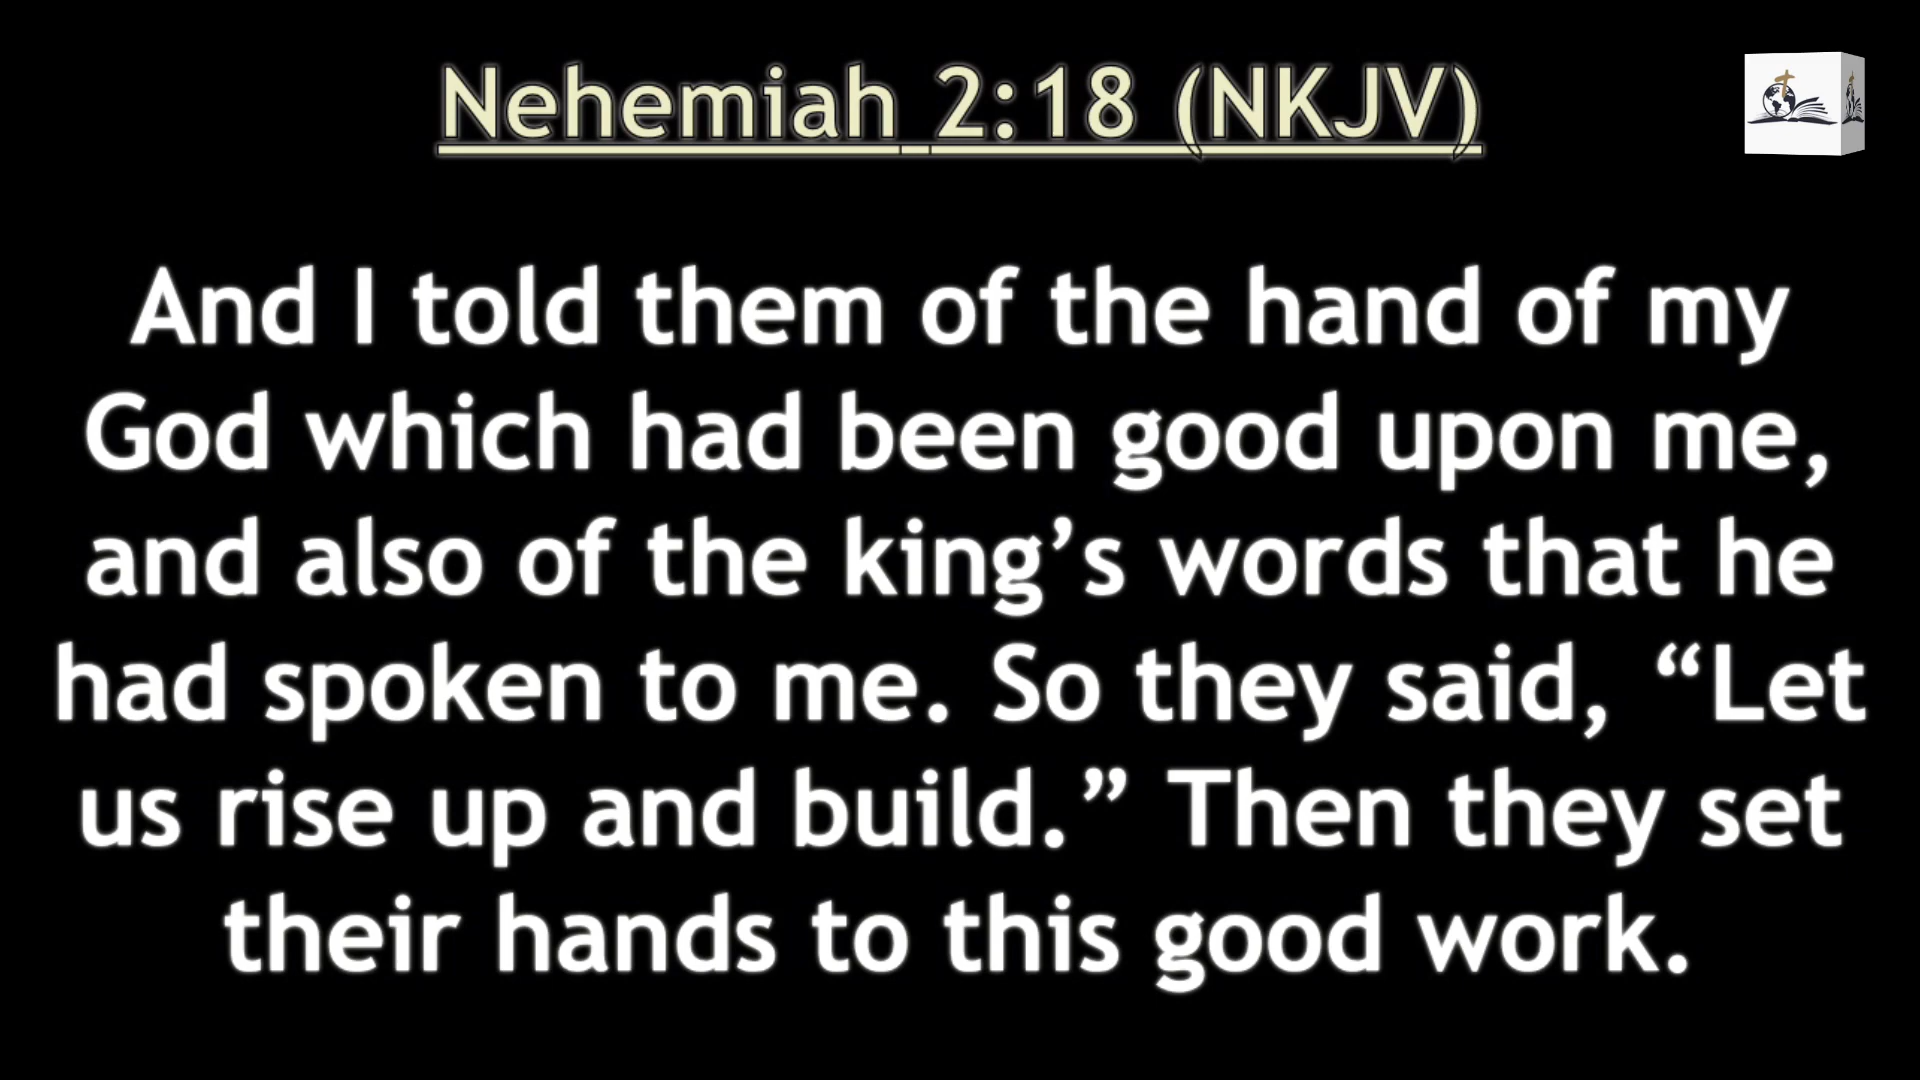 Nehemiah 2:18 (NKJV)
And I told them of the hand of my
God which had been good upon me,
and also of the king’s words that he
had spoken to me. So they said, “Let
us rise up and build.” Then they set
their hands to this good work.